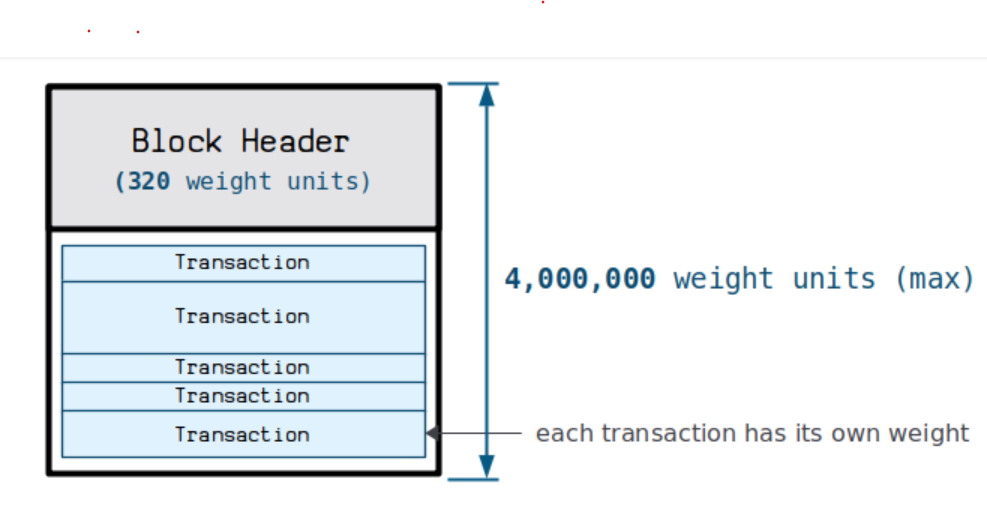 Block Header
(320 weight units)
Transaction
Transaction
4,000,000 weight units (max)
Transaction
Transaction
Transaction
each transaction has its own weight